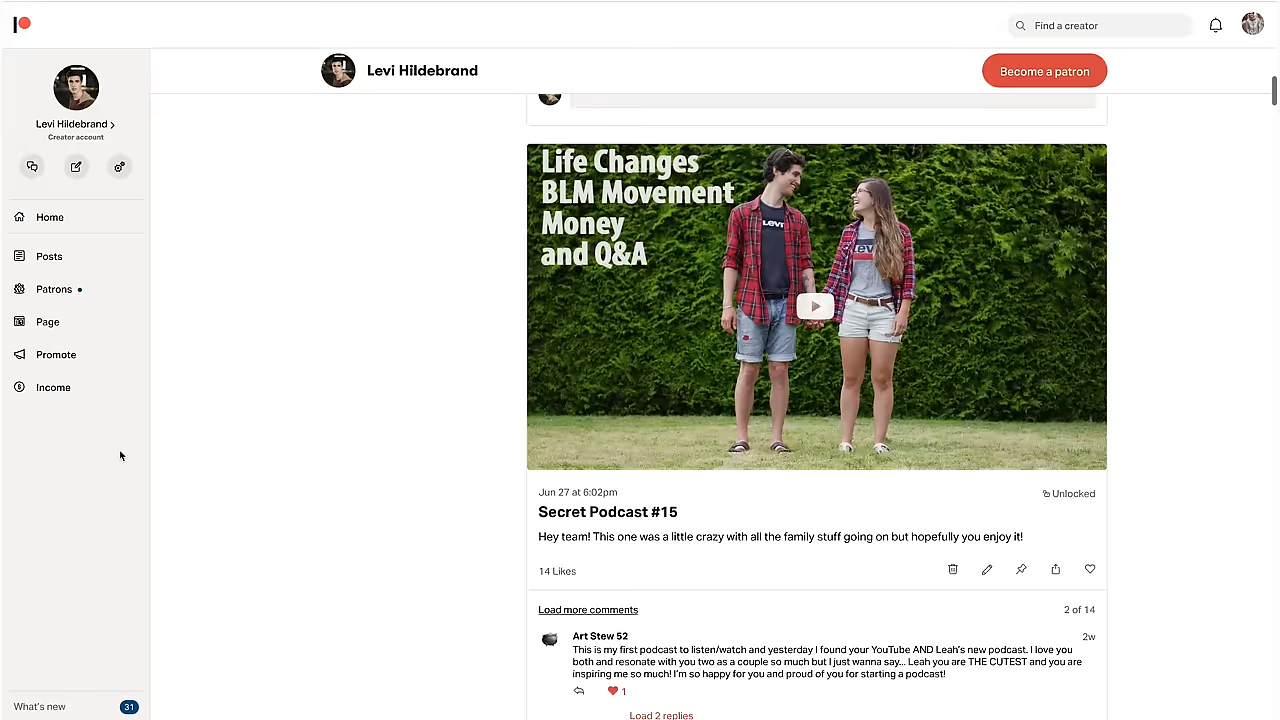 Find a creator
Levi Hildebrand
Become a patron
Levi Hildebrand
Creator account
Home
Posts
Patrons
Page
Promote
Income
What's new
31
Life Changes
BLM Movement
Money
and Q&A
Jun 27 at 6:02pm
Unlocked
Secret Podcast #15
Hey team! This one was a little crazy with all the family stuff going on but hopefully you enjoy it!
14 Likes
Load more comments
2 of 14
Art Stew 52
2w
This is my first podcast to listen/watch and yesterday I found your YouTube AND Leah's new podcast. I love you
both and resonate with you two as a couple so much but I just wanna say... Leah you are THE CUTEST and you are
inspiring me so much! I'm so happy for you and proud of you for starting a podcast!
1
Load 2 replies